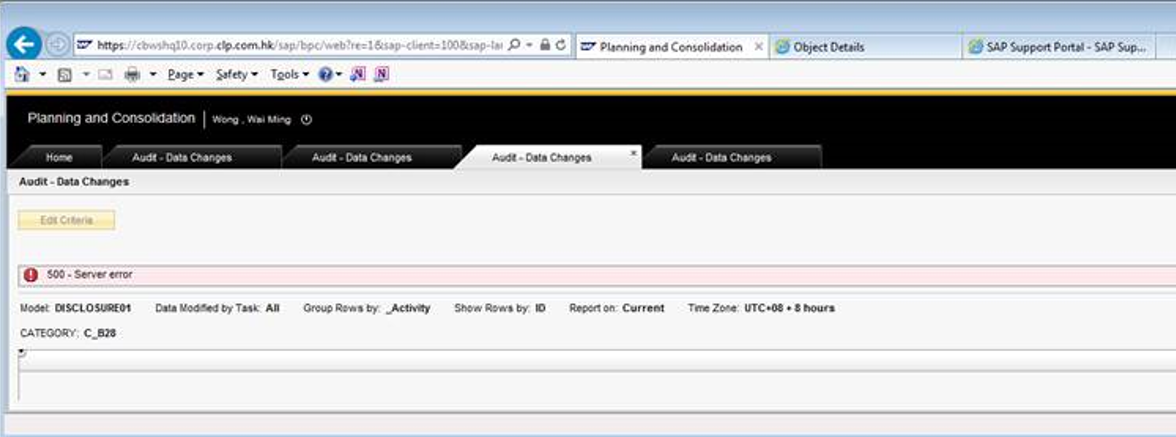 https://cbwshq10.corp.clp.com.hk/sap/bpc/web?re=1&sap-client=100&sap-lai
Planning and Consolidation
Object Details
SAP Support Portal - SAP Sup...
Page Safety Tools
Planning and Consolidation | Wong , Wai Ming
Home Audit - Data Changes Audit - Data Changes Audit - Data Changes Audit - Data Changes
Audit - Data Changes
Edit Criteria
500 - Server error
Model: DISCLOSURE01 Data Modified by Task: All Group Rows by: _Activity Show Rows by: ID Report on: Current Time Zone: UTC+08 + 8 hours
CATEGORY: C_B28